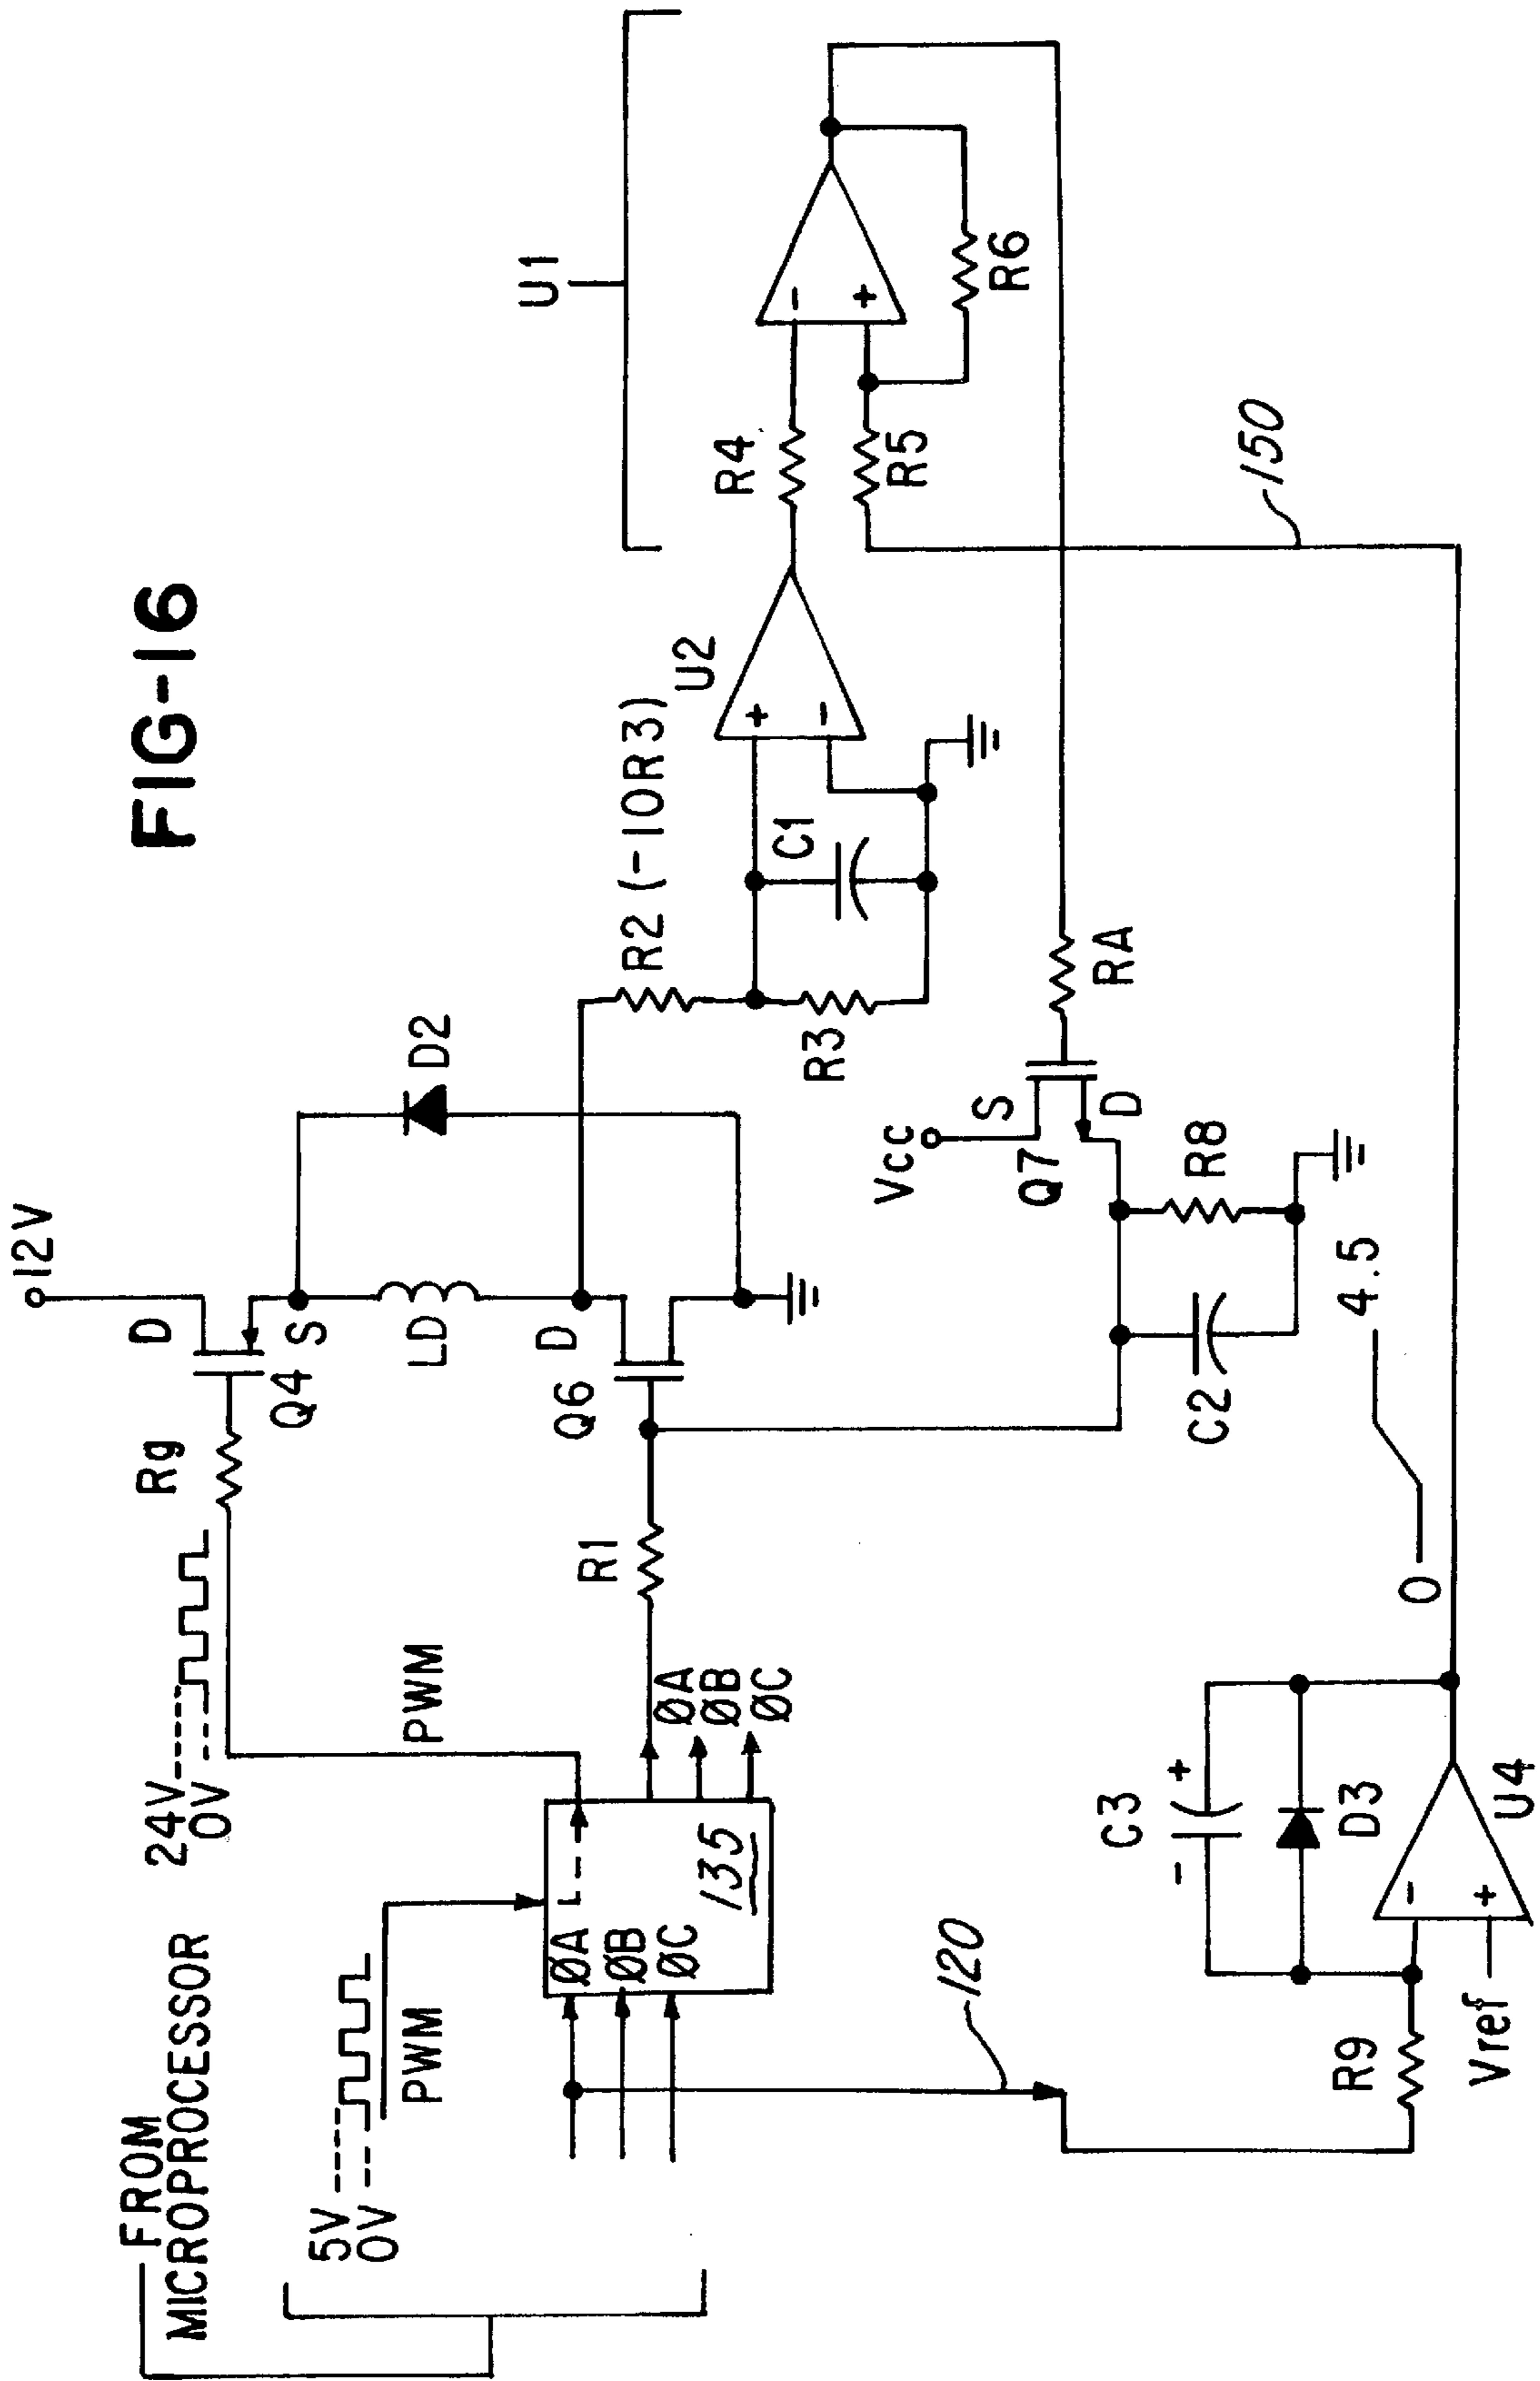 FIG-16
FROM
MICROPROCESSOR
5V
0V
PWM
ØA
ØB
ØC
135
24V
0V
PWM
Rg
12V
D
Q4
S
LD
D2
D
Q6
R1
ØA
ØB
ØC
R2 (-10R3)
R3
C1
+
-
U2
R4
R5
U1
-
+
R6
RA
Vcc
S
Q7
D
R8
C2
4.5
0
150
120
R9
Vref
C3
-
+
D3
-
+
U4